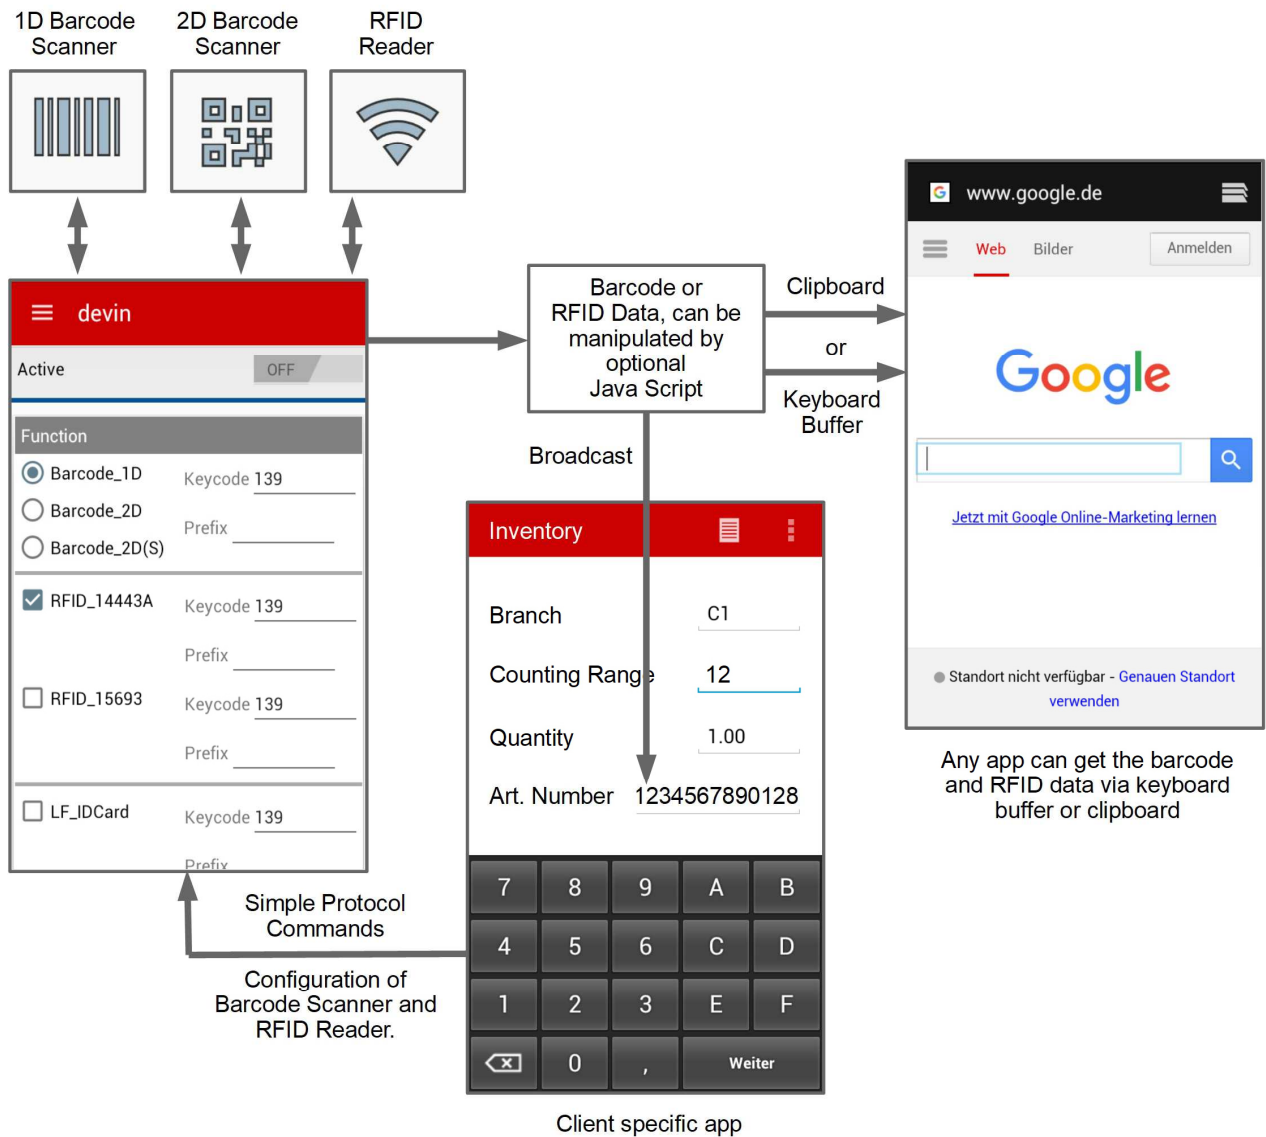 1D Barcode
Scanner
2D Barcode
Scanner
RFID
Reader
devin
Active
OFF
Function
Barcode_1D
Keycode 139
Barcode_2D
Prefix
Barcode_2D(S)
RFID_14443A
Keycode 139
Prefix
RFID_15693
Keycode 139
Prefix
LF_IDCard
Keycode 139
Prefix
Barcode or
RFID Data, can be
manipulated by
optional
Java Script
Clipboard
or
Keyboard
Buffer
Broadcast
G www.google.de
Web
Bilder
Anmelden
Google
Jetzt mit Google Online-Marketing lernen
Standort nicht verfügbar - Genauen Standort
verwenden
Any app can get the barcode
and RFID data via keyboard
buffer or clipboard
Inventory
Branch
C1
Counting Range
12
Quantity
1.00
Art. Number
1234567890128
7 8 9 A B
4 5 6 C D
1 2 3 E F
0 , Weiter
Client specific app
Simple Protocol
Commands
Configuration of
Barcode Scanner and
RFID Reader.